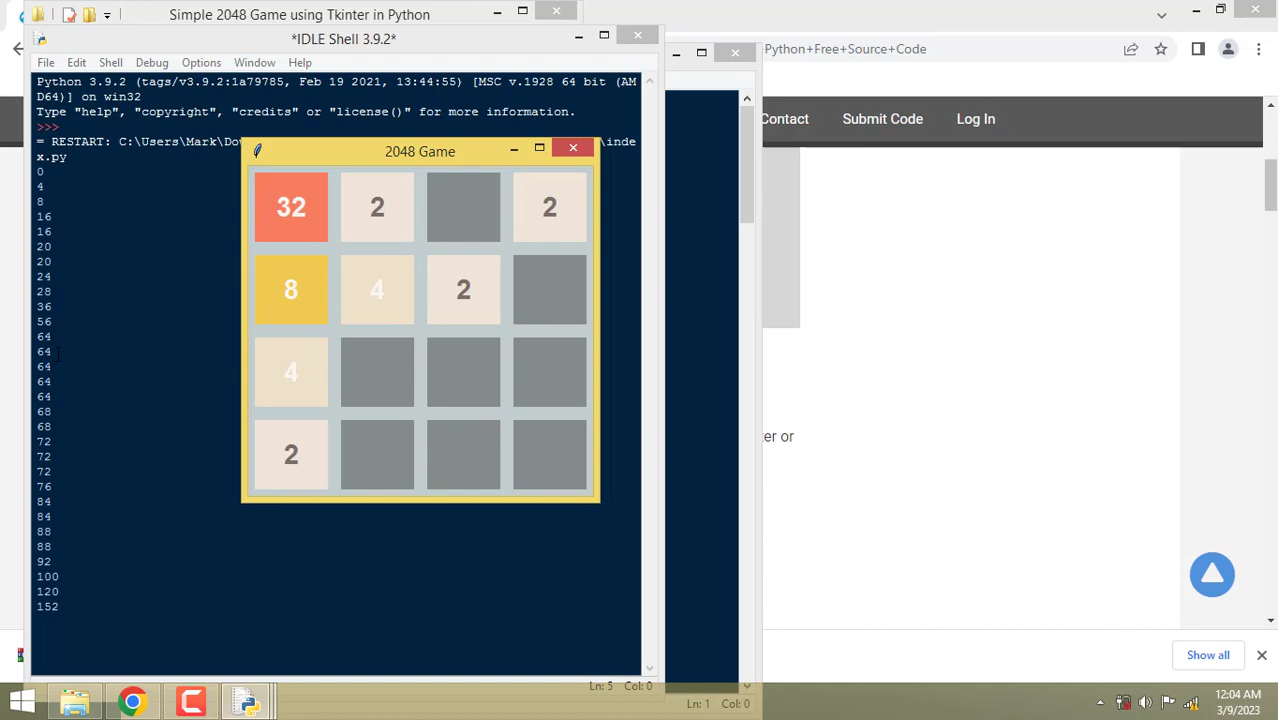 Simple 2048 Game using Tkinter in Python
*IDLE Shell 3.9.2*
File Edit Shell Debug Options Window Help
Python+Free+Source+Code
Python 3.9.2 (tags/v3.9.2:1a79785, Feb 19 2021, 13:44:55) [MSC v.1928 64 bit (AM
D64)] on win32
Type "help", "copyright", "credits" or "license()" for more information.
>>>
= RESTART: C:\Users\Mark\Do
\inde
x.py
Contact Submit Code Log In
2048 Game
0
4
8
16
16
20
20
24
28
36
56
64
64
64
64
64
68
68
72
72
72
76
84
84
88
88
92
100
120
152
32 2 2
8 4 2
4
2
er or
Show all
Ln: 5 Col: 0
Ln: 1 Col: 0
12:04 AM
3/9/2023